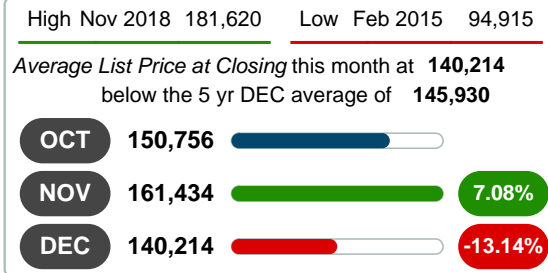 High Nov 2018 181,620 Low Feb 2015 94,915
Average List Price at Closing this month at 140,214
below the 5 yr DEC average of 145,930
OCT 150,756
NOV 161,434 7.08%
DEC 140,214 -13.14%